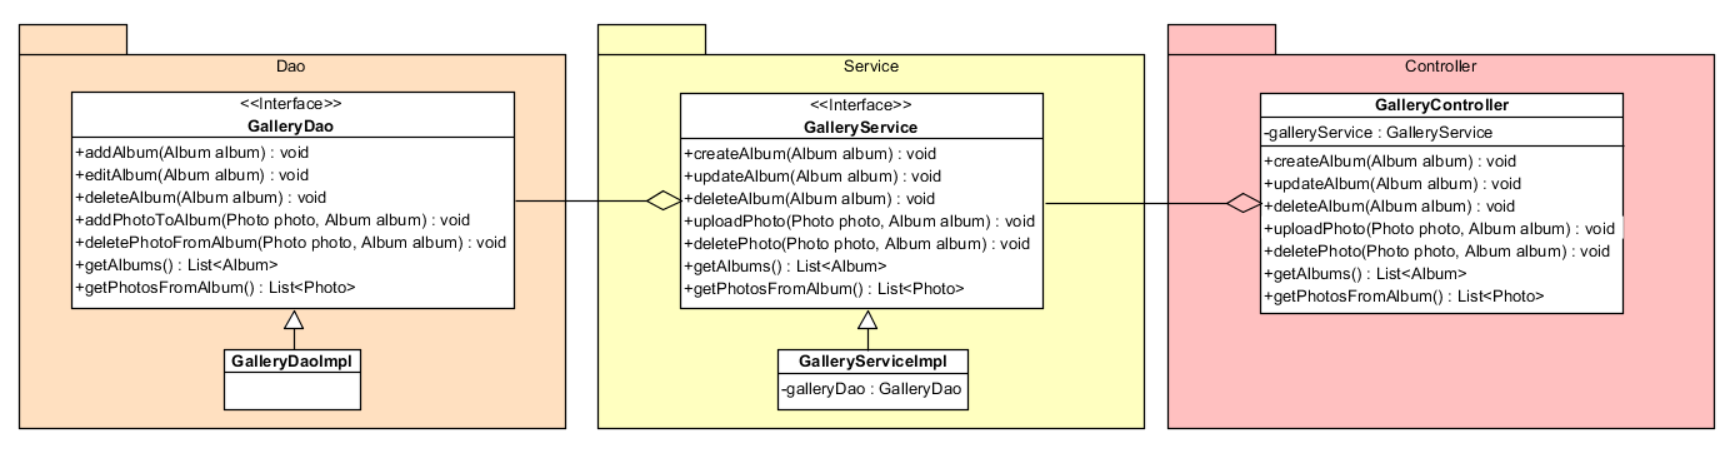 Dao
<<Interface>>
GalleryDao
+addAlbum(Album album) : void
+editAlbum(Album album) : void
+deleteAlbum(Album album) : void
+addPhotoToAlbum(Photo photo, Album album) : void
+deletePhotoFromAlbum(Photo photo, Album album) : void
+getAlbums() : List<Album>
+getPhotosFromAlbum() : List<Photo>
GalleryDaoImpl
Service
<<Interface>>
GalleryService
+createAlbum(Album album) : void
+updateAlbum(Album album) : void
+deleteAlbum(Album album) : void
+uploadPhoto(Photo photo, Album album) : void
+deletePhoto(Photo photo, Album album) : void
+getAlbums() : List<Album>
+getPhotosFromAlbum() : List<Photo>
GalleryServiceImpl
-galleryDao : GalleryDao
Controller
GalleryController
-galleryService : GalleryService
+createAlbum(Album album) : void
+updateAlbum(Album album) : void
+deleteAlbum(Album album) : void
+uploadPhoto(Photo photo, Album album) : void
+deletePhoto(Photo photo, Album album) : void
+getAlbums() : List<Album>
+getPhotosFromAlbum() : List<Photo>